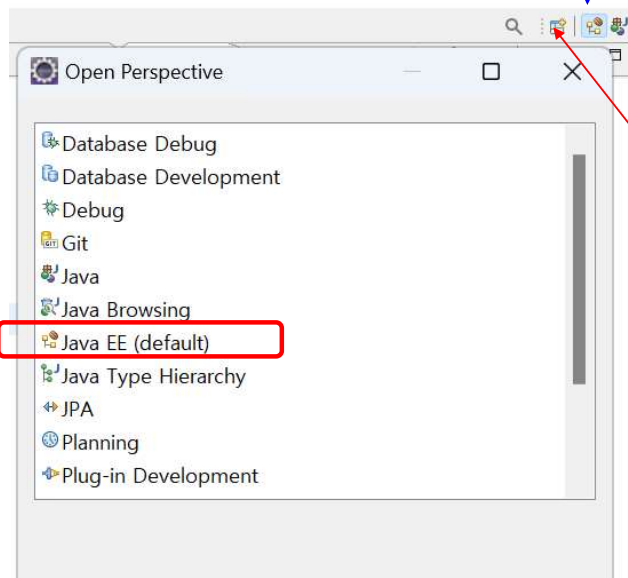 Open Perspective
Database Debug
Database Development
Debug
GIT Git
Java
Java Browsing
Java EE (default)
Java Type Hierarchy
JPA
Planning
Plug-in Development